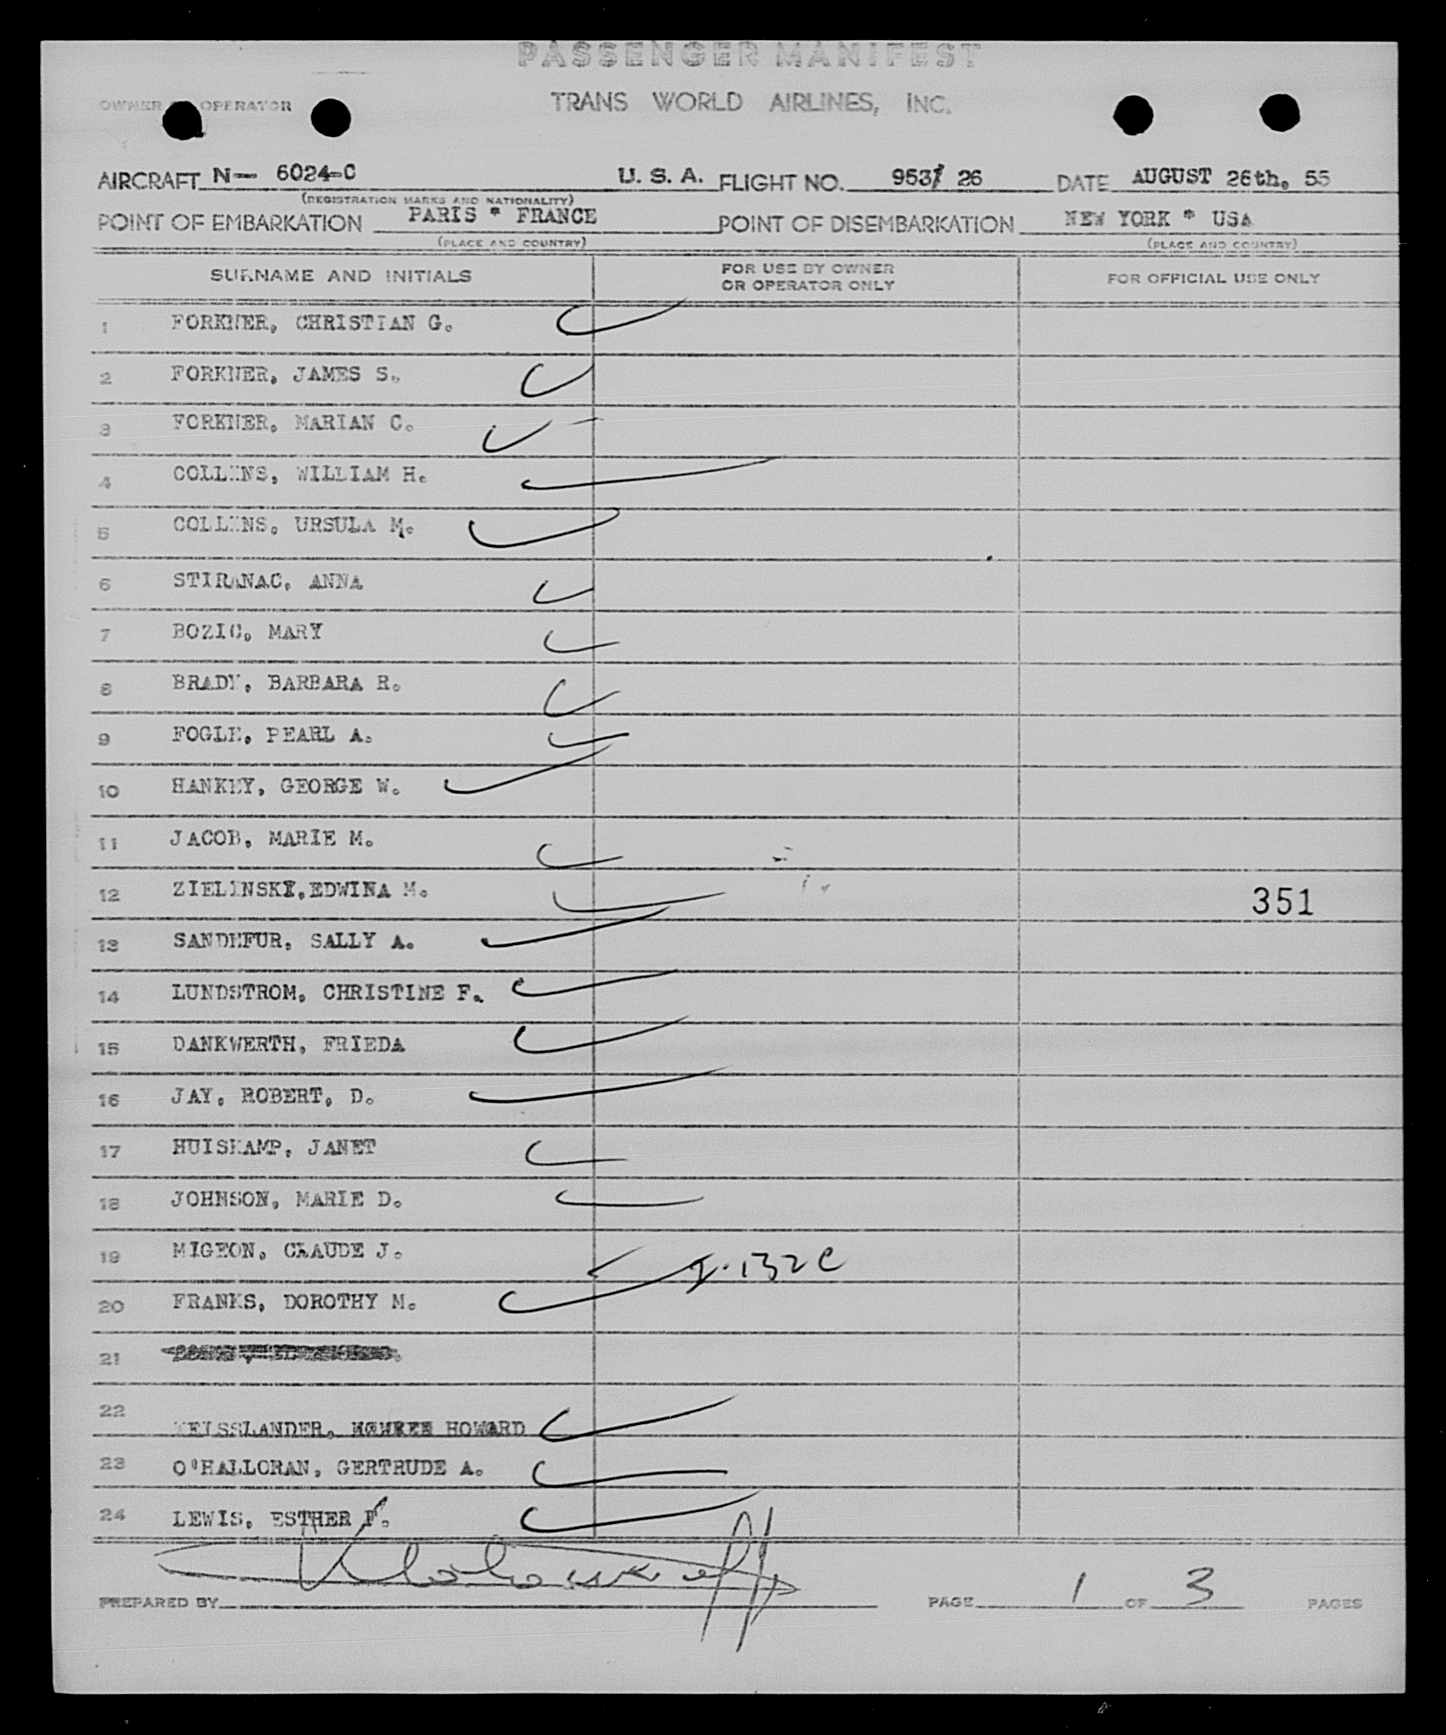 PASSENGER MANIFEST
OWNER OPERATOR TRANS WORLD AIRLINES, INC.
AIRCRAFT N-- 6024-C U. S. A. FLIGHT NO. 953/ 26 DATE AUGUST 26th. 55
(REGISTRATION MARKS AND NATIONALITY)
POINT OF EMBARKATION PARIS * FRANCE POINT OF DISEMBARKATION NEW YORK * USA
(PLACE AND COUNTRY) (PLACE AND COUNTRY)
SURNAME AND INITIALS FOR USE BY OWNER OR OPERATOR ONLY FOR OFFICIAL USE ONLY
1 FORKNER, CHRISTIAN G.
2 FORKNER, JAMES S.
3 FORKNER, MARIAN C.
4 COLLINS, WILLIAM H.
5 COLLINS, URSULA M.
6 STIRANAC, ANNA
7 BOZIC, MARY
8 BRADY, BARBARA R.
9 FOGLE, PEARL A.
10 HANKEY, GEORGE W.
11 JACOB, MARIE M.
12 ZIELINSKY, EDWINA M. 351
13 SANDEFUR, SALLY A.
14 LUNDSTROM, CHRISTINE F.
15 DANKWERTH, FRIEDA
16 JAY, ROBERT, D.
17 HUISKAMP, JANET
18 JOHNSON, MARIE D.
19 MIGEON, CLAUDE J. I-132C
20 FRANKS, DOROTHY M.
21
22 WEISSLANDER, HOWARD
23 O'HALLORAN, GERTRUDE A.
24 LEWIS, ESTHER F.
PREPARED BY PAGE 1 OF 3 PAGES